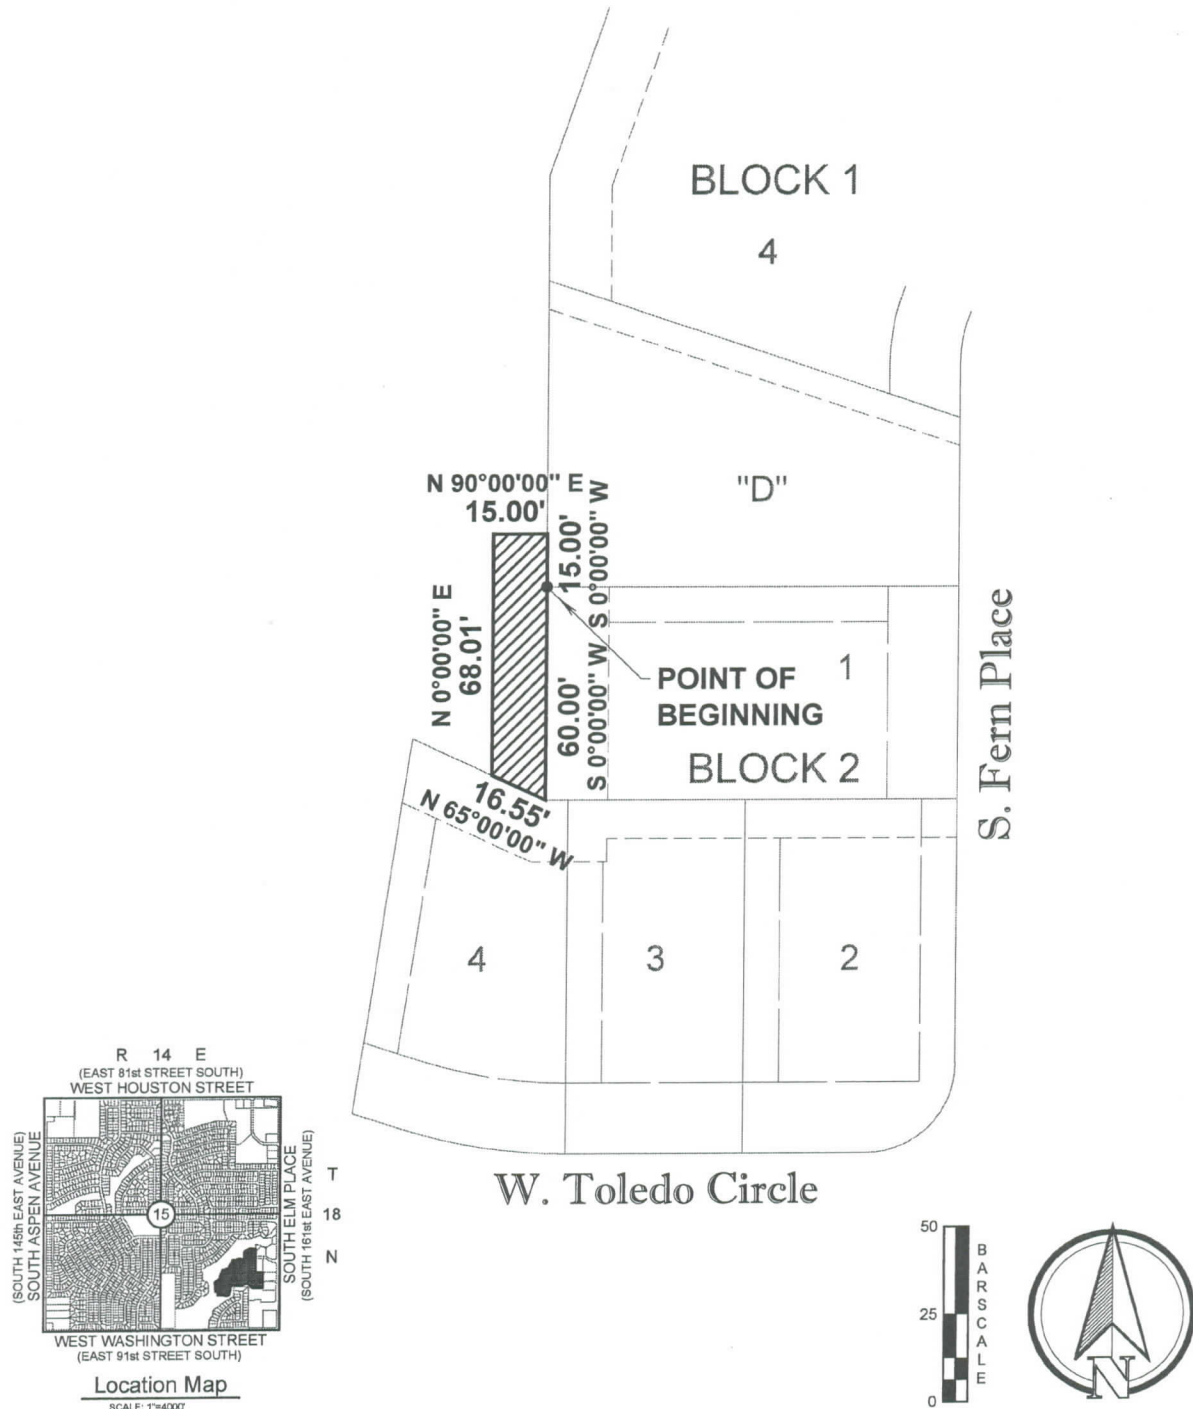 BLOCK 1
4
"D"
N 90°00'00" E
15.00'
15.00'
S 0°00'00" W
N 0°00'00" E
68.01'
60.00'
S 0°00'00" W
POINT OF
BEGINNING
1
BLOCK 2
16.55'
N 65°00'00" W
S. Fern Place
4
3
2
W. Toledo Circle
R 14 E
(EAST 81st STREET SOUTH)
WEST HOUSTON STREET
(SOUTH 145th EAST AVENUE)
SOUTH ASPEN AVENUE
15
SOUTH ELM PLACE
(SOUTH 161st EAST AVENUE)
T
18
N
WEST WASHINGTON STREET
(EAST 91st STREET SOUTH)
Location Map
SCALE: 1"=4000'
50
25
0
BARSCALE
N